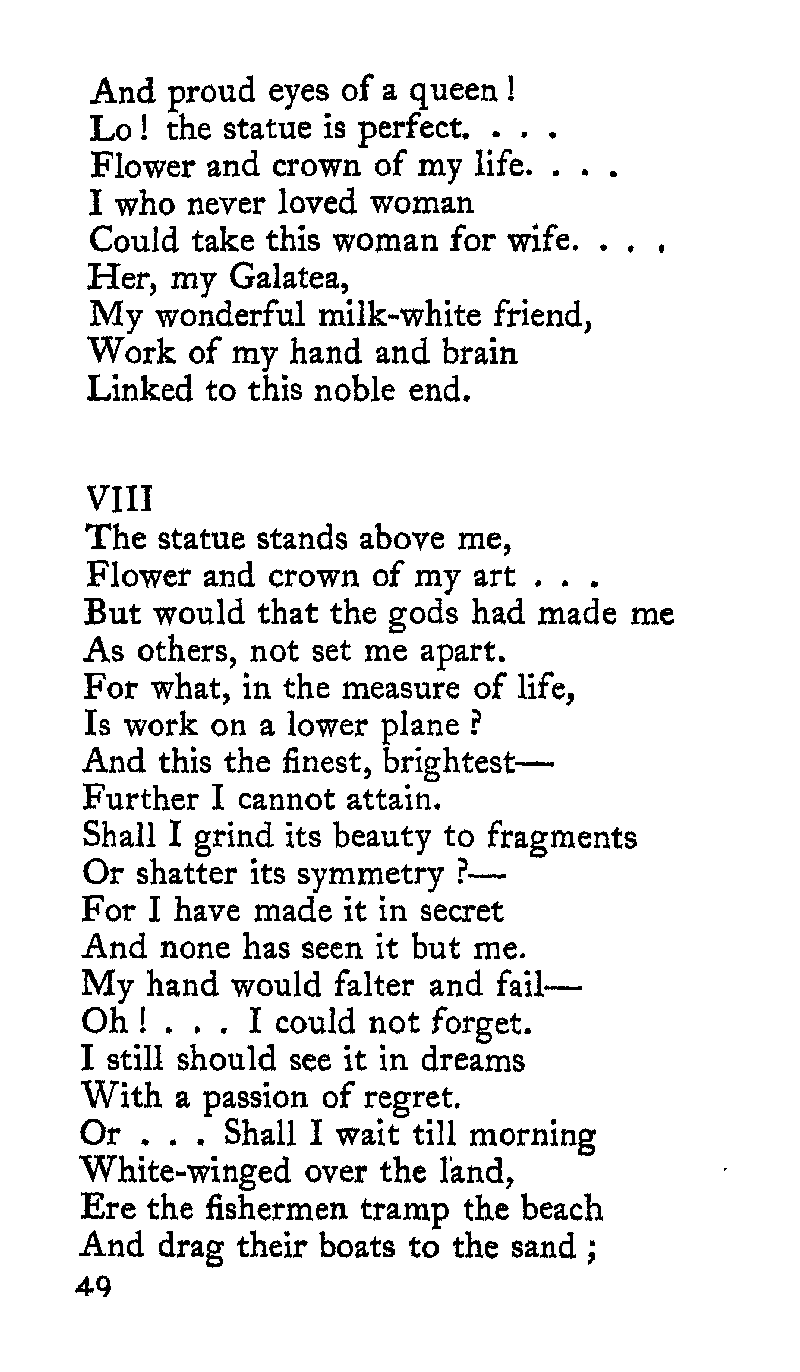 And proud eyes of a queen !
Lo ! the statue is perfect. . . .
Flower and crown of my life. . . .
I who never loved woman
Could take this woman for wife. . . .
Her, my Galatea,
My wonderful milk-white friend,
Work of my hand and brain
Linked to this noble end.
VIII
The statue stands above me,
Flower and crown of my art . . .
But would that the gods had made me
As others, not set me apart.
For what, in the measure of life,
Is work on a lower plane ?
And this the finest, brightest—
Further I cannot attain.
Shall I grind its beauty to fragments
Or shatter its symmetry ?—
For I have made it in secret
And none has seen it but me.
My hand would falter and fail—
Oh ! . . . I could not forget.
I still should see it in dreams
With a passion of regret.
Or . . . Shall I wait till morning
White-winged over the land,
Ere the fishermen tramp the beach
And drag their boats to the sand ;
49